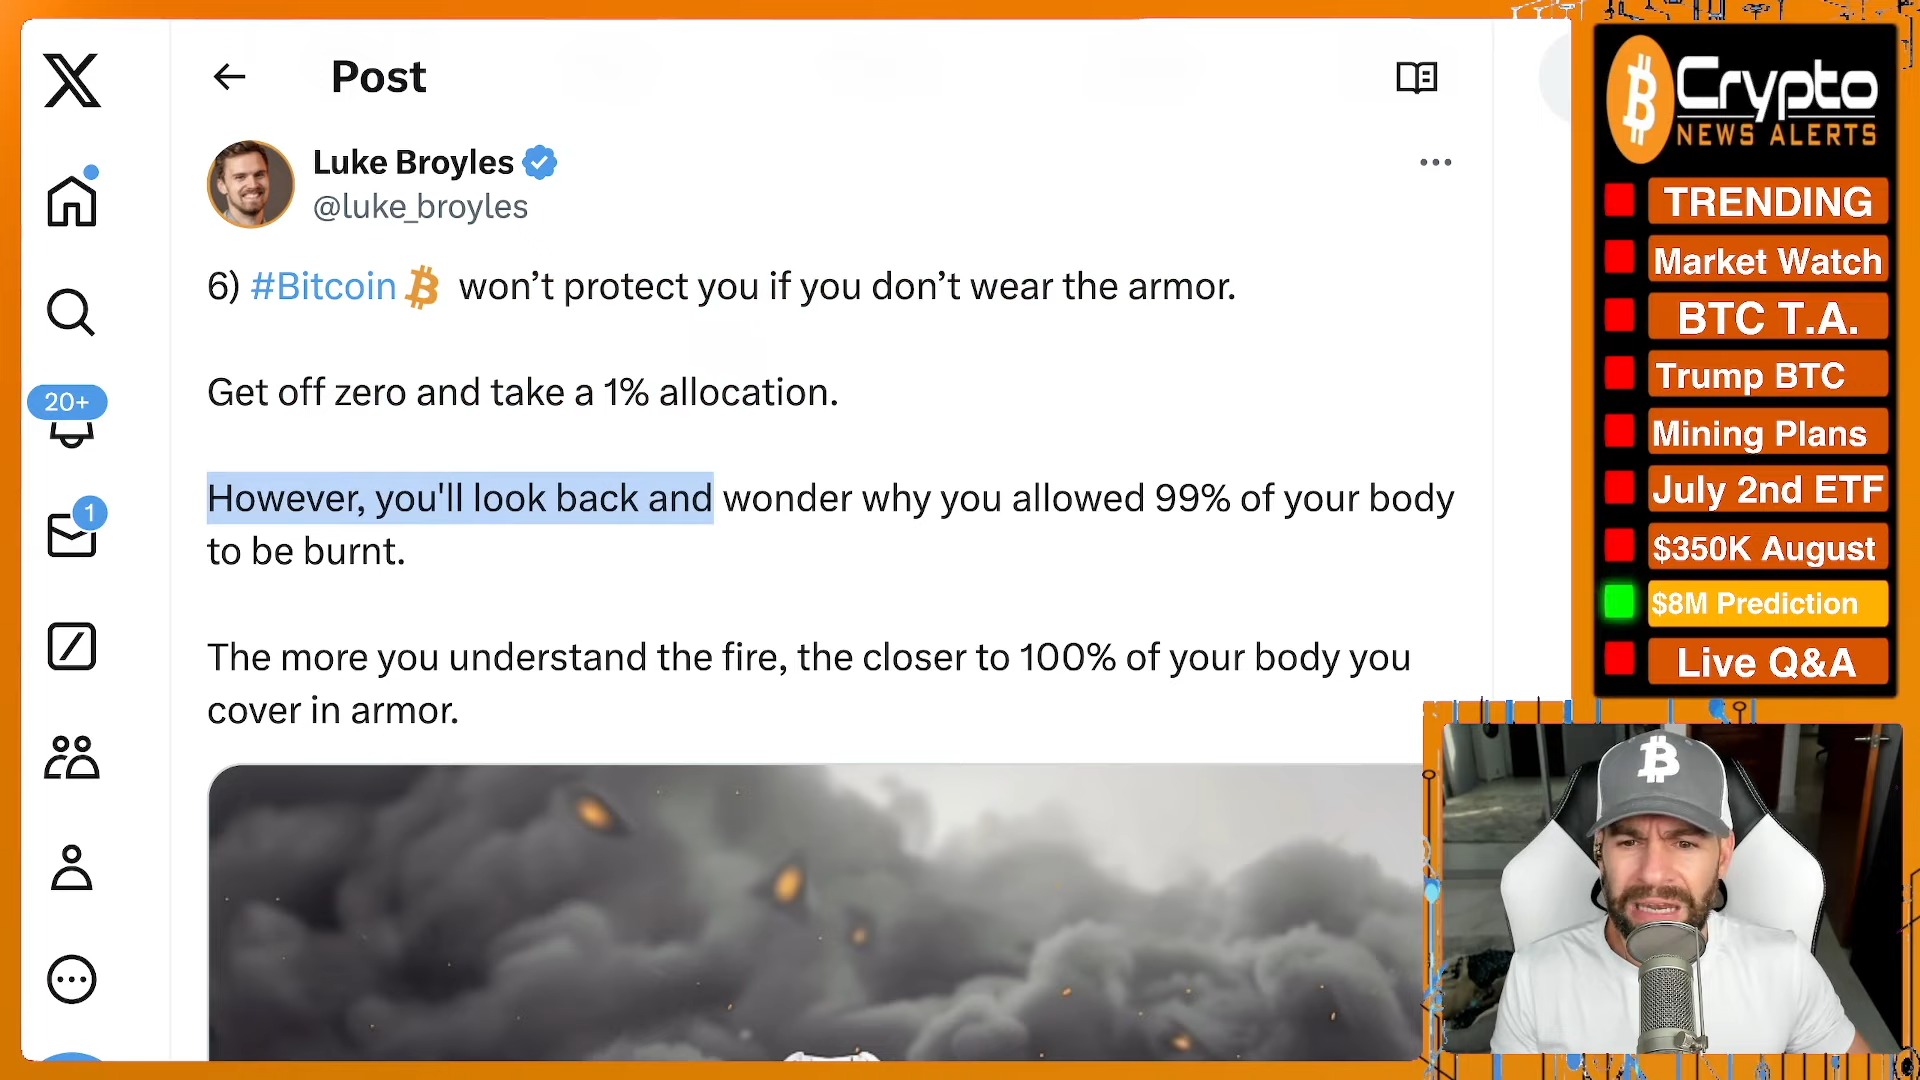 Post
Luke Broyles
@luke_broyles
6) #Bitcoin won’t protect you if you don’t wear the armor.
Get off zero and take a 1% allocation.
However, you'll look back and wonder why you allowed 99% of your body
to be burnt.
The more you understand the fire, the closer to 100% of your body you
cover in armor.
20+
1
Crypto
NEWS ALERTS
TRENDING
Market Watch
BTC T.A.
Trump BTC
Mining Plans
July 2nd ETF
$350K August
$8M Prediction
Live Q&A